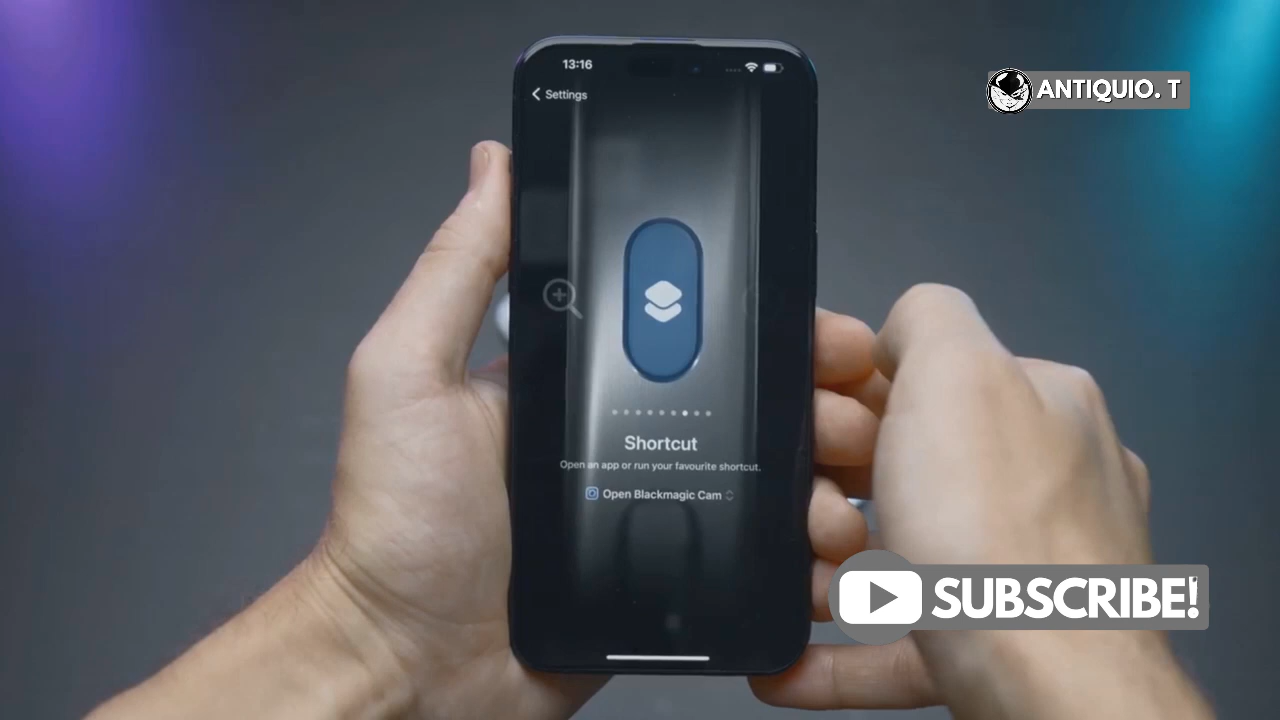 13:16
Settings
ANTIQUIO. T
Shortcut
Open an app or run your favourite shortcut.
Open Blackmagic Cam
SUBSCRIBE!